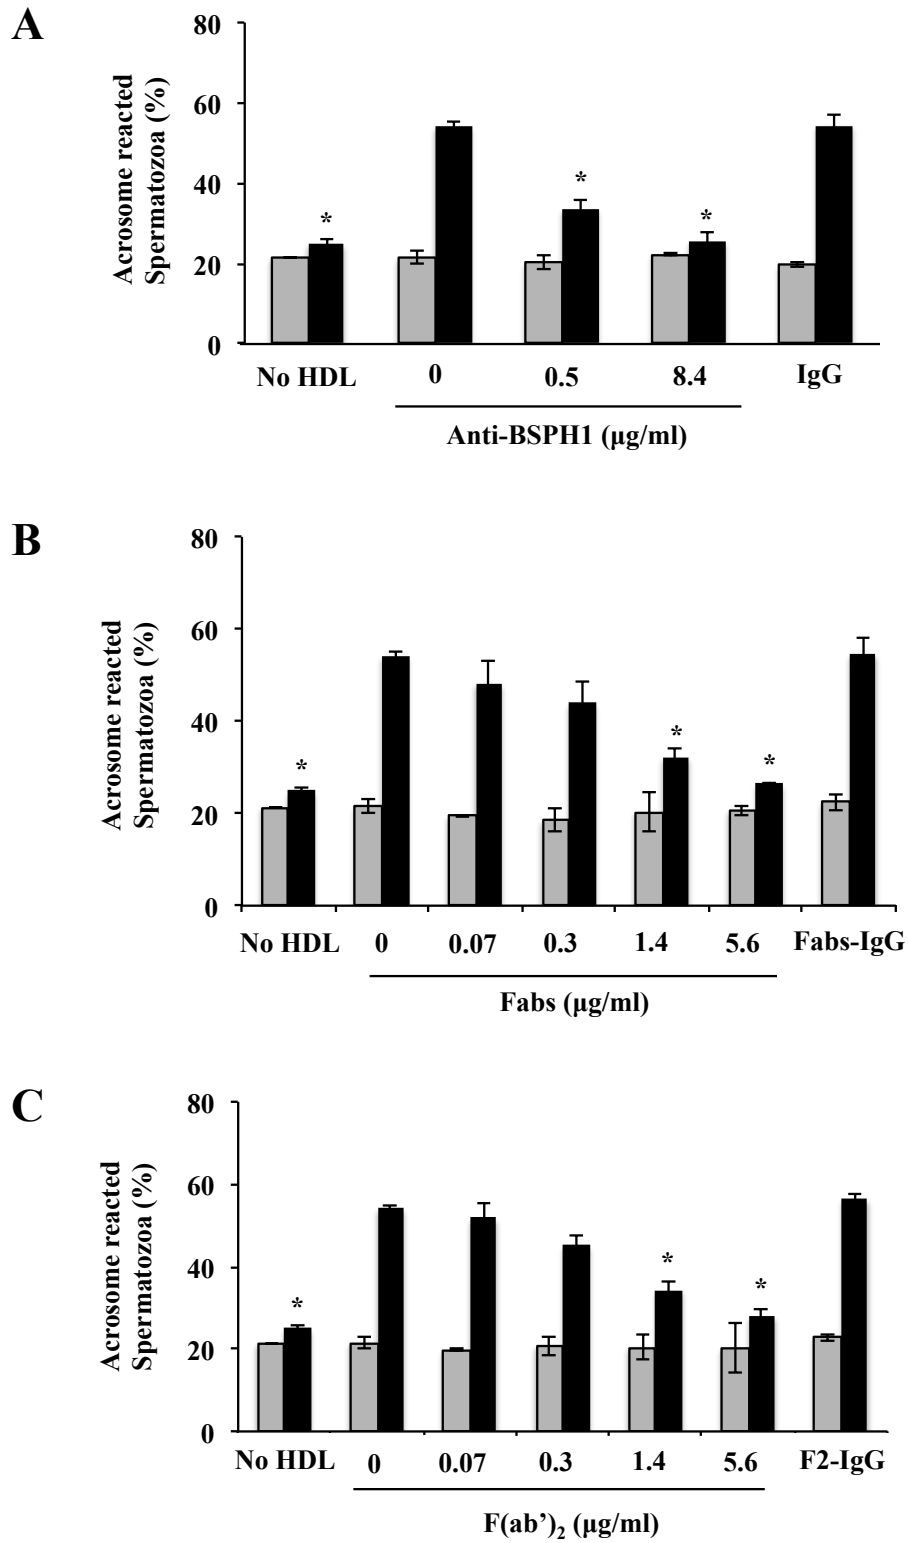 A
Acrosome reacted
Spermatozoa (%)
80
60
40
20
0
*
*
*
No HDL 0 0.5 8.4 IgG
Anti-BSPH1 (µg/ml)
B
Acrosome reacted
Spermatozoa (%)
80
60
40
20
0
*
*
*
No HDL 0 0.07 0.3 1.4 5.6 Fabs-IgG
Fabs (µg/ml)
C
Acrosome reacted
Spermatozoa (%)
80
60
40
20
0
*
*
*
No HDL 0 0.07 0.3 1.4 5.6 F2-IgG
F(ab’)₂ (µg/ml)